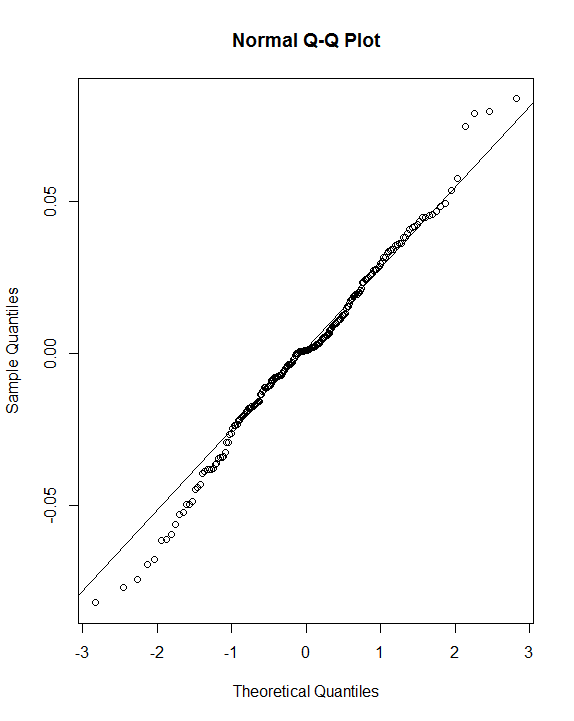 Normal Q-Q Plot
Sample Quantiles
0.05
0.00
-0.05
-3 -2 -1 0 1 2 3
Theoretical Quantiles